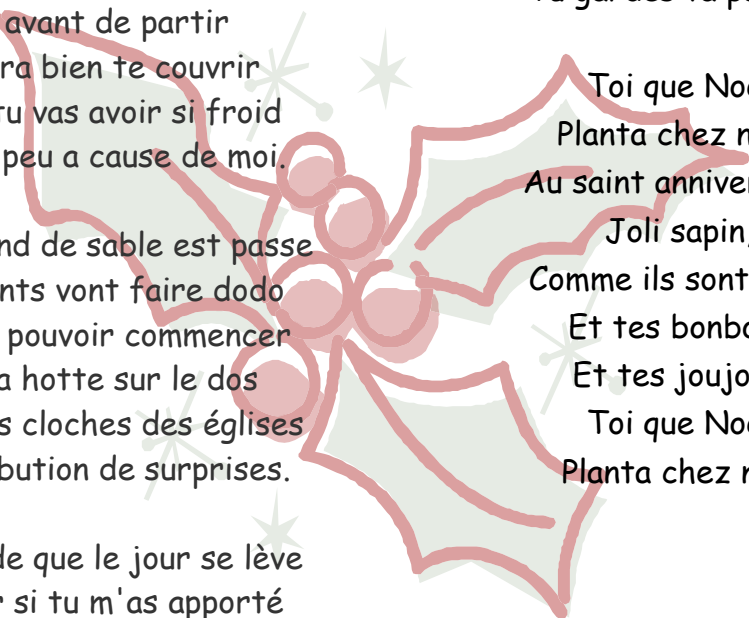 avant de partir
ra bien te couvrir
tu vas avoir si froid
peu a cause de moi.
nd de sable est passe
nts vont faire dodo
pouvoir commencer
a hotte sur le dos
s cloches des églises
bution de surprises.
de que le jour se lève
r si tu m'as apporté
Toi que Noë
Planta chez n
Au saint anniver
Joli sapin,
Comme ils sont
Et tes bonbo
Et tes joujo
Toi que Noë
Planta chez n